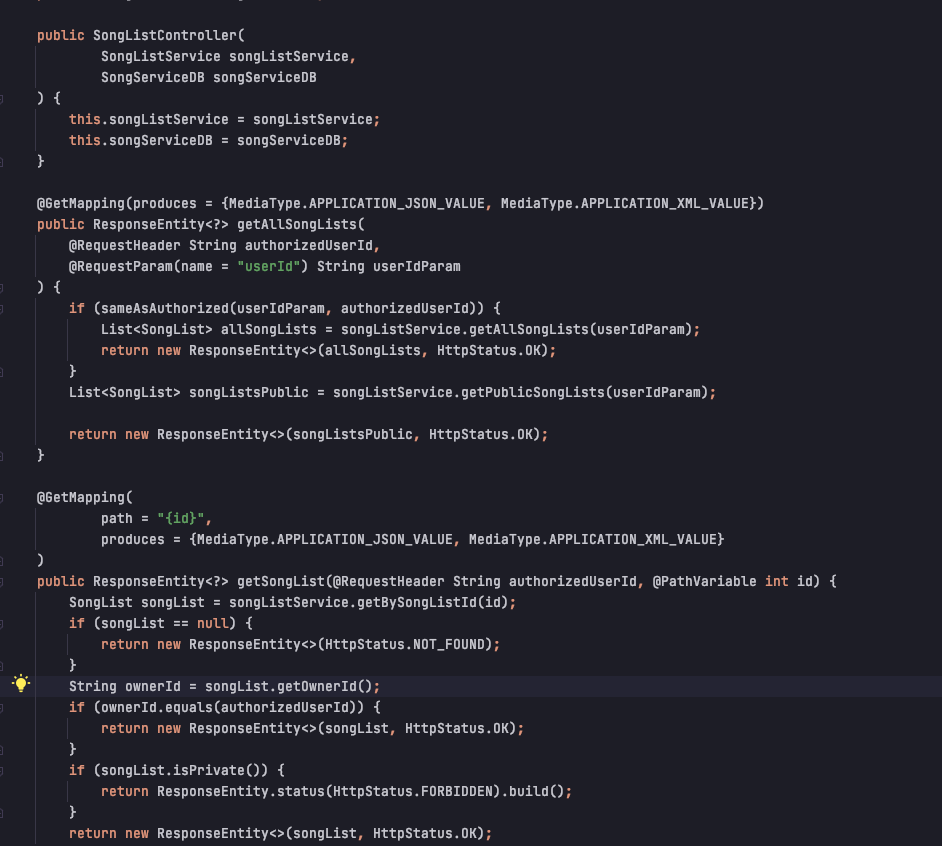 public SongListController(
        SongListService songListService,
        SongServiceDB songServiceDB
) {
    this.songListService = songListService;
    this.songServiceDB = songServiceDB;
}
@GetMapping(produces = {MediaType.APPLICATION_JSON_VALUE, MediaType.APPLICATION_XML_VALUE})
public ResponseEntity<?> getAllSongLists(
    @RequestHeader String authorizedUserId,
    @RequestParam(name = "userId") String userIdParam
) {
    if (sameAsAuthorized(userIdParam, authorizedUserId)) {
        List<SongList> allSongLists = songListService.getAllSongLists(userIdParam);
        return new ResponseEntity<>(allSongLists, HttpStatus.OK);
    }
    List<SongList> songListsPublic = songListService.getPublicSongLists(userIdParam);
    return new ResponseEntity<>(songListsPublic, HttpStatus.OK);
}
@GetMapping(
        path = "{id}",
        produces = {MediaType.APPLICATION_JSON_VALUE, MediaType.APPLICATION_XML_VALUE}
)
public ResponseEntity<?> getSongList(@RequestHeader String authorizedUserId, @PathVariable int id) {
    SongList songList = songListService.getBySongListId(id);
    if (songList == null) {
        return new ResponseEntity<>(HttpStatus.NOT_FOUND);
    }
    String ownerId = songList.getOwnerId();
    if (ownerId.equals(authorizedUserId)) {
        return new ResponseEntity<>(songList, HttpStatus.OK);
    }
    if (songList.isPrivate()) {
        return ResponseEntity.status(HttpStatus.FORBIDDEN).build();
    }
    return new ResponseEntity<>(songList, HttpStatus.OK);